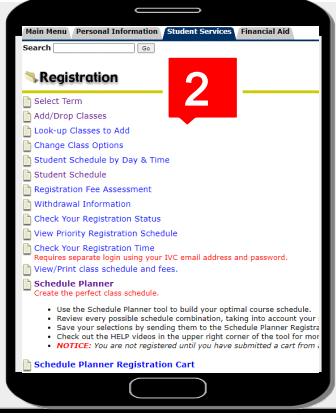 Main Menu Personal Information Student Services Financial Aid
Search Go
Registration
2
Select Term
Add/Drop Classes
Look-up Classes to Add
Change Class Options
Student Schedule by Day & Time
Student Schedule
Registration Fee Assessment
Withdrawal Information
Check Your Registration Status
View Priority Registration Schedule
Check Your Registration Time
Requires separate login using your IVC email address and password.
View/Print class schedule and fees.
Schedule Planner
Create the perfect class schedule.
• Use the Schedule Planner tool to build your optimal course schedule.
• Review every possible schedule combination, taking into account your
• Save your selections by sending them to the Schedule Planner Registra
• Check out the HELP videos in the upper right corner of the tool for mor
• NOTICE: You are not registered until you have submitted a cart from
Schedule Planner Registration Cart